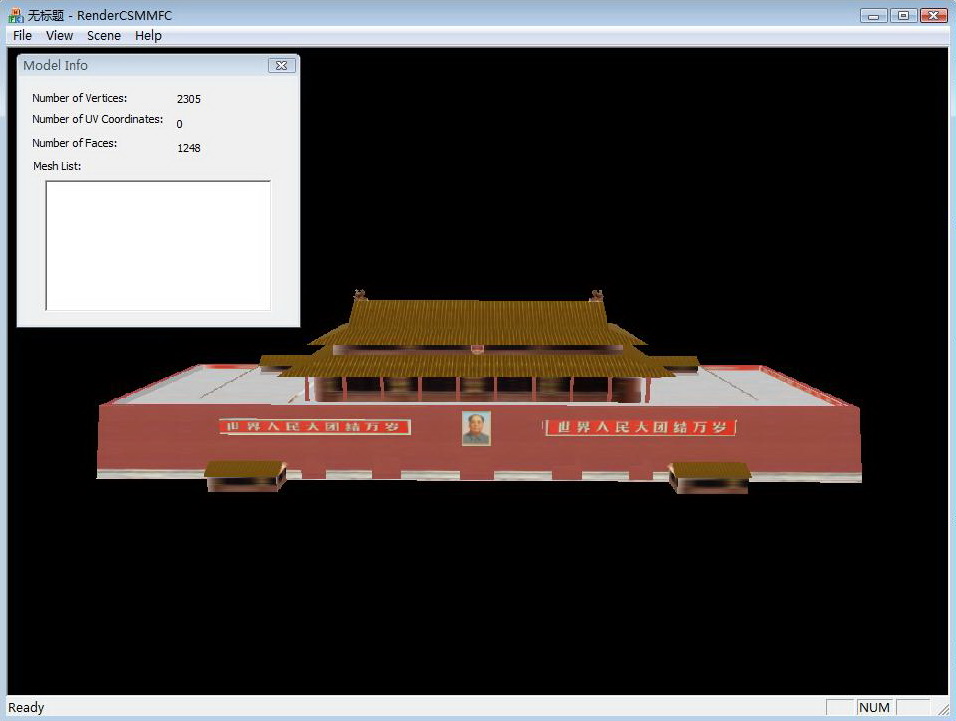 无标题 - RenderCSMMFC
File View Scene Help
Model Info
Number of Vertices: 2305
Number of UV Coordinates: 0
Number of Faces: 1248
Mesh List:
世界人民大团结万岁 世界人民大团结万岁
Ready NUM